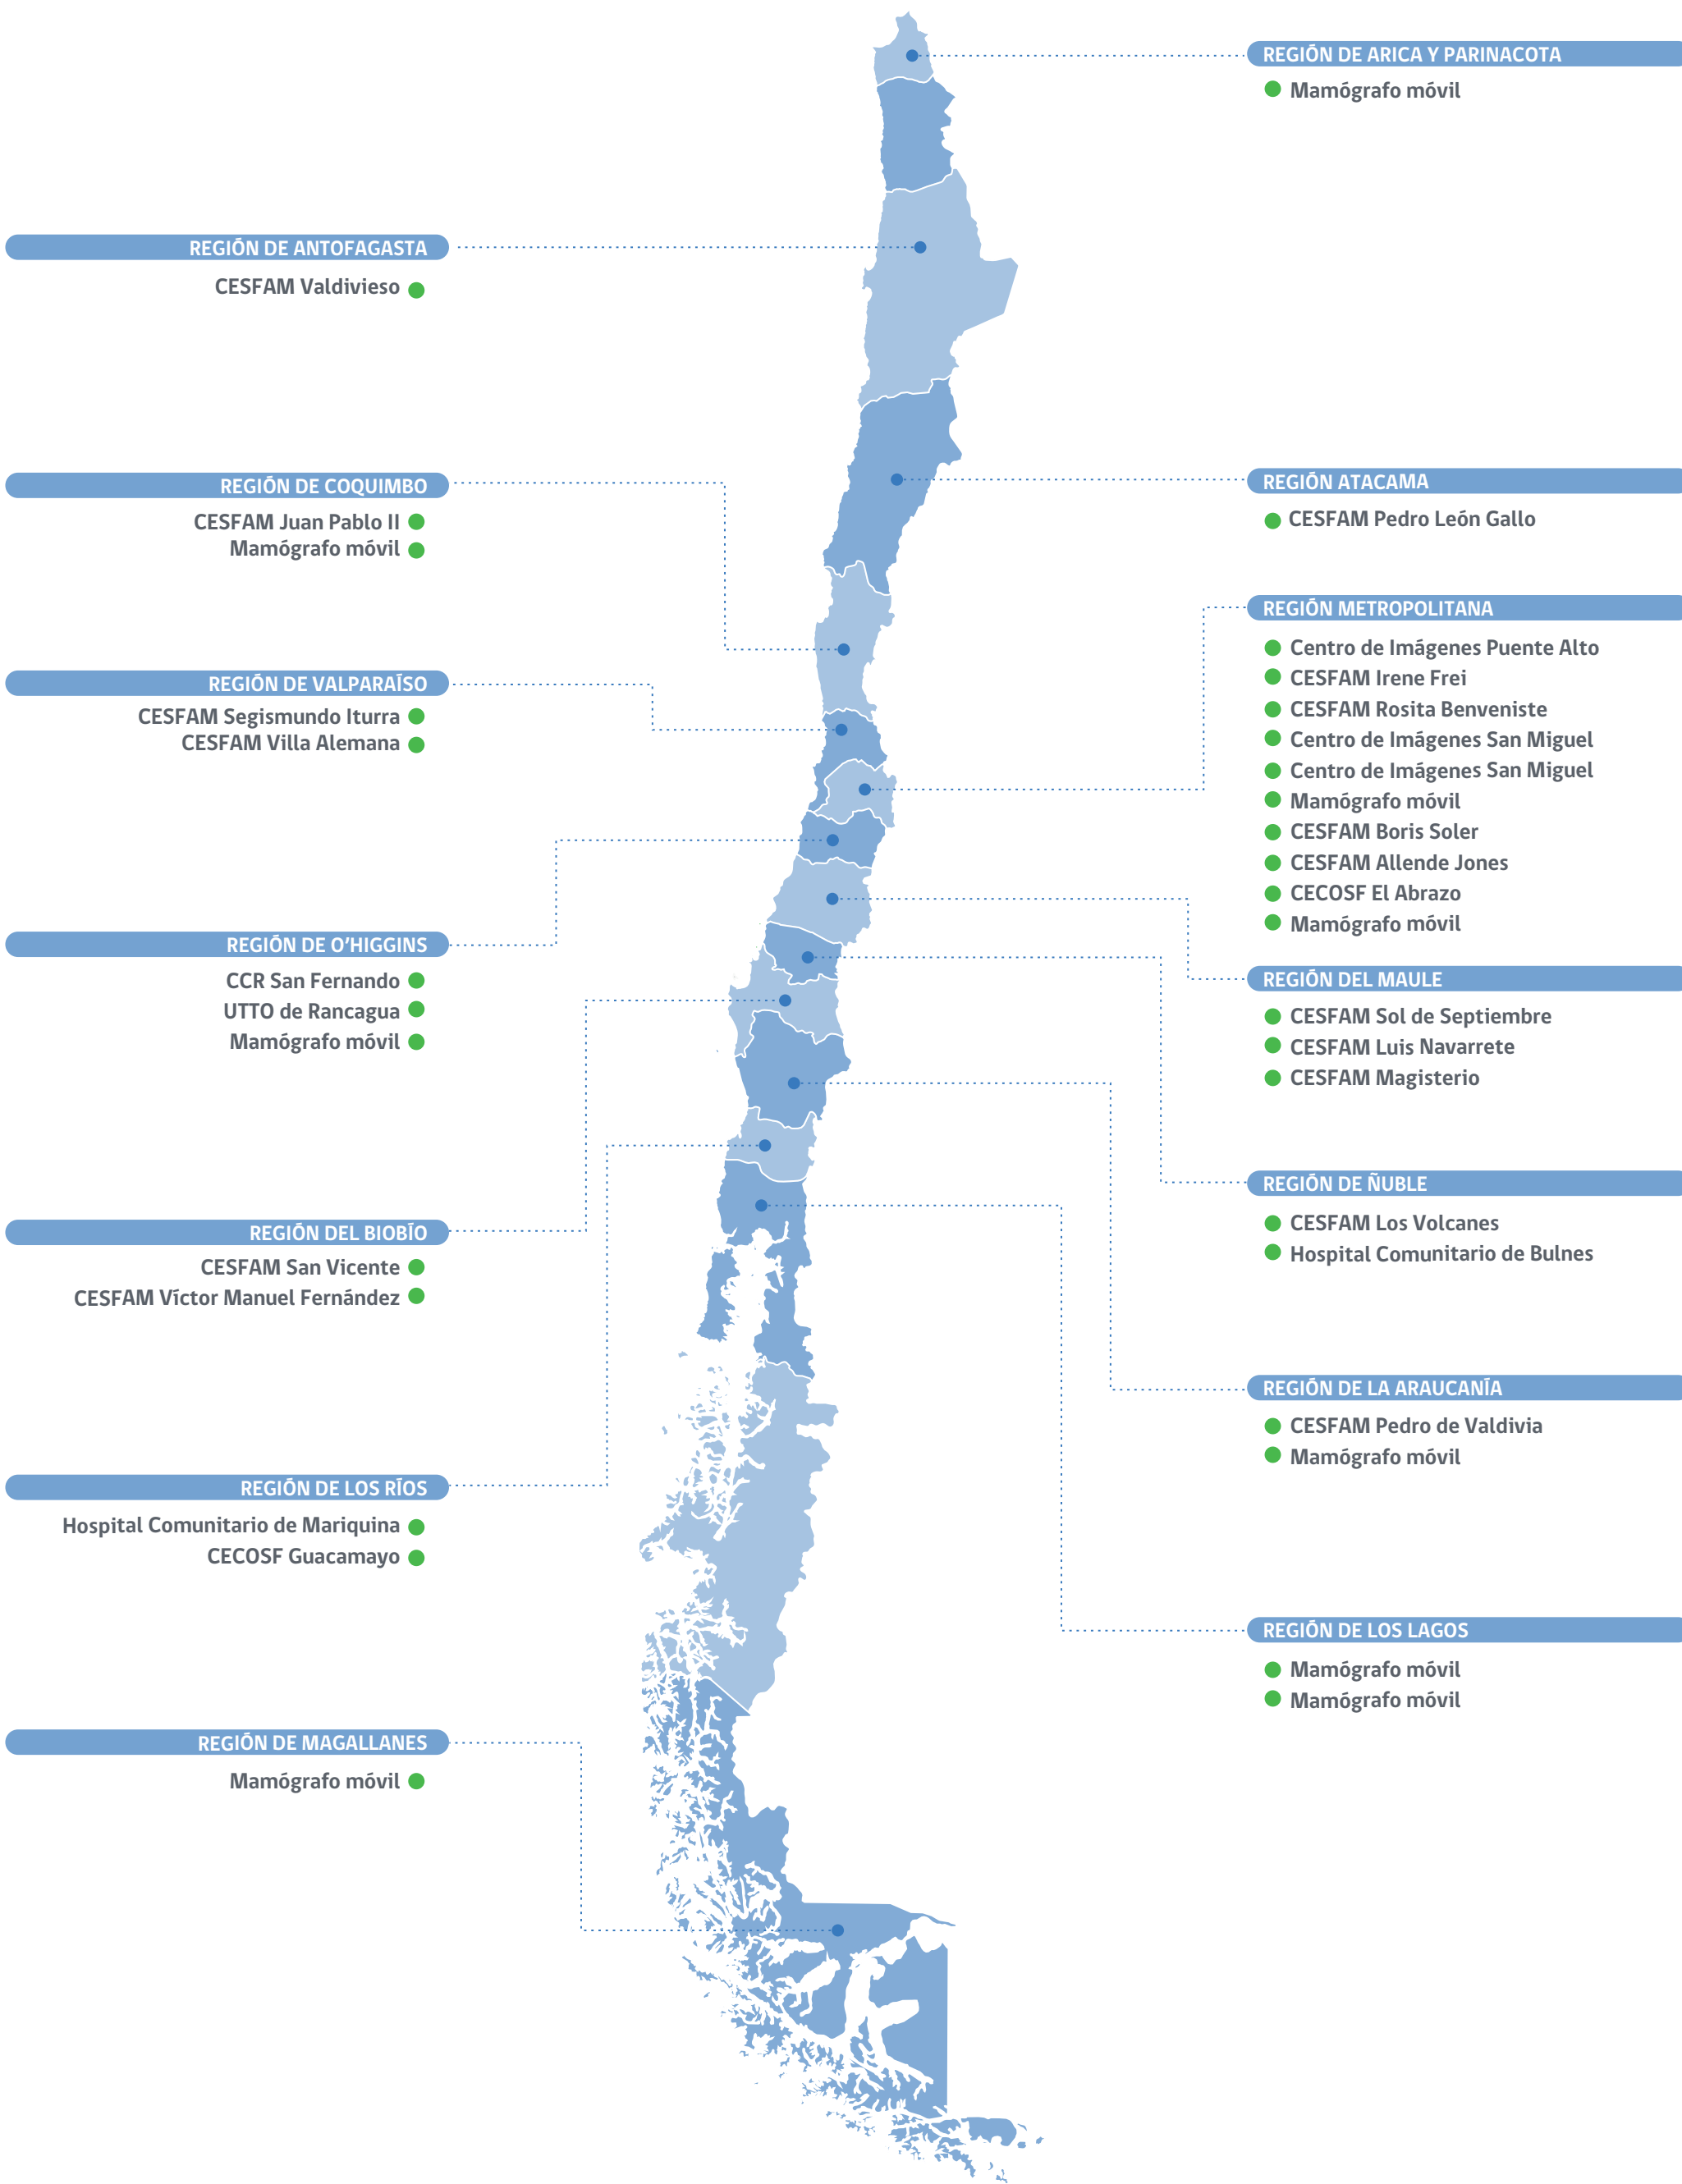 REGIÓN DE ARICA Y PARINACOTA
Mamógrafo móvil
REGIÓN DE ANTOFAGASTA
CESFAM Valdivieso
REGIÓN DE COQUIMBO
CESFAM Juan Pablo II
Mamógrafo móvil
REGIÓN ATACAMA
CESFAM Pedro León Gallo
REGIÓN DE VALPARAÍSO
CESFAM Segismundo Iturra
CESFAM Villa Alemana
REGIÓN METROPOLITANA
Centro de Imágenes Puente Alto
CESFAM Irene Frei
CESFAM Rosita Benveniste
Centro de Imágenes San Miguel
Centro de Imágenes San Miguel
Mamógrafo móvil
CESFAM Boris Soler
CESFAM Allende Jones
CECOSF El Abrazo
Mamógrafo móvil
REGIÓN DE O'HIGGINS
CCR San Fernando
UTTO de Rancagua
Mamógrafo móvil
REGIÓN DEL MAULE
CESFAM Sol de Septiembre
CESFAM Luis Navarrete
CESFAM Magisterio
REGIÓN DE ÑUBLE
CESFAM Los Volcanes
Hospital Comunitario de Bulnes
REGIÓN DEL BIOBÍO
CESFAM San Vicente
CESFAM Víctor Manuel Fernández
REGIÓN DE LA ARAUCANÍA
CESFAM Pedro de Valdivia
Mamógrafo móvil
REGIÓN DE LOS RÍOS
Hospital Comunitario de Mariquina
CECOSF Guacamayo
REGIÓN DE LOS LAGOS
Mamógrafo móvil
Mamógrafo móvil
REGIÓN DE MAGALLANES
Mamógrafo móvil